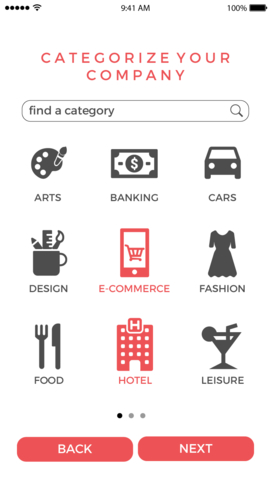 9:41 AM 100%
CATEGORIZE YOUR
COMPANY
find a category
ARTS BANKING CARS
DESIGN E-COMMERCE FASHION
H
FOOD HOTEL LEISURE
BACK NEXT